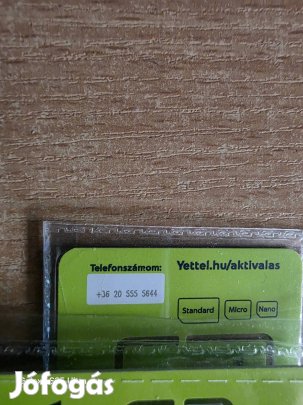 Telefonszámom:
Yettel.hu/aktivalas
+36 20 555 5644
Standard
Micro
Nano
Jófogás